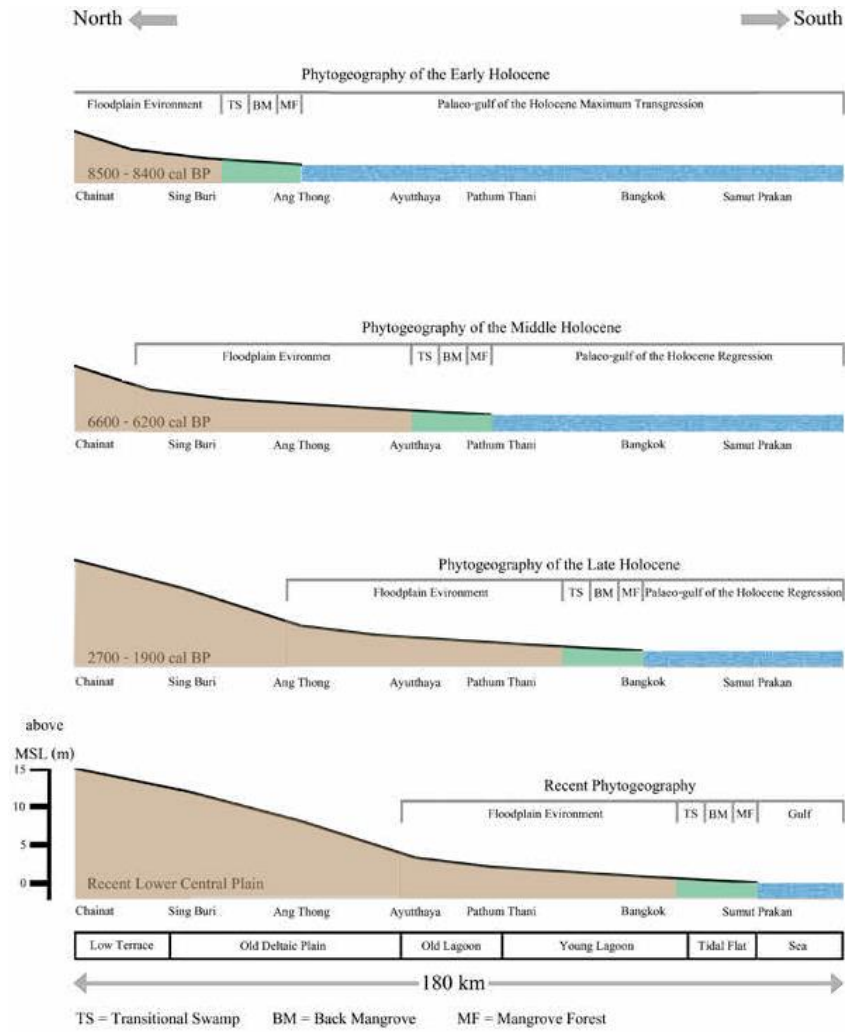 North South
Phytogeography of the Early Holocene
Floodplain Evironment TS BM MF Palaeo-gulf of the Holocene Maximum Transgression
8500 - 8400 cal BP
Chainat Sing Buri Ang Thong Ayutthaya Pathum Thani Bangkok Samut Prakan
Phytogeography of the Middle Holocene
Floodplain Evironmer TS BM MF Palaeo-gulf of the Holocene Regression
6600 - 6200 cal BP
Chainat Sing Buri Ang Thong Ayutthaya Pathum Thani Bangkok Samut Prakan
Phytogeography of the Late Holocene
Floodplain Evironment TS BM MF Palaeo-gulf of the Holocene Regression
2700 - 1900 cal BP
Chainat Sing Buri Ang Thong Ayutthaya Pathum Thani Bangkok Samut Prakan
above
MSL (m)
15
Recent Phytogeography
10
Floodplain Evironment TS BM MF Gulf
5
0
Recent Lower Central Plain
Chainat Sing Buri Ang Thong Ayutthaya Pathum Thani Bangkok Sumut Prakan
Low Terrace Old Deltaic Plain Old Lagoon Young Lagoon Tidal Flat Sea
180 km
TS = Transitional Swamp BM = Back Mangrove MF = Mangrove Forest